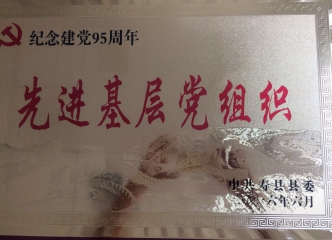 纪念建党95周年
先进基层党组织
中共寿县县委
六年六月